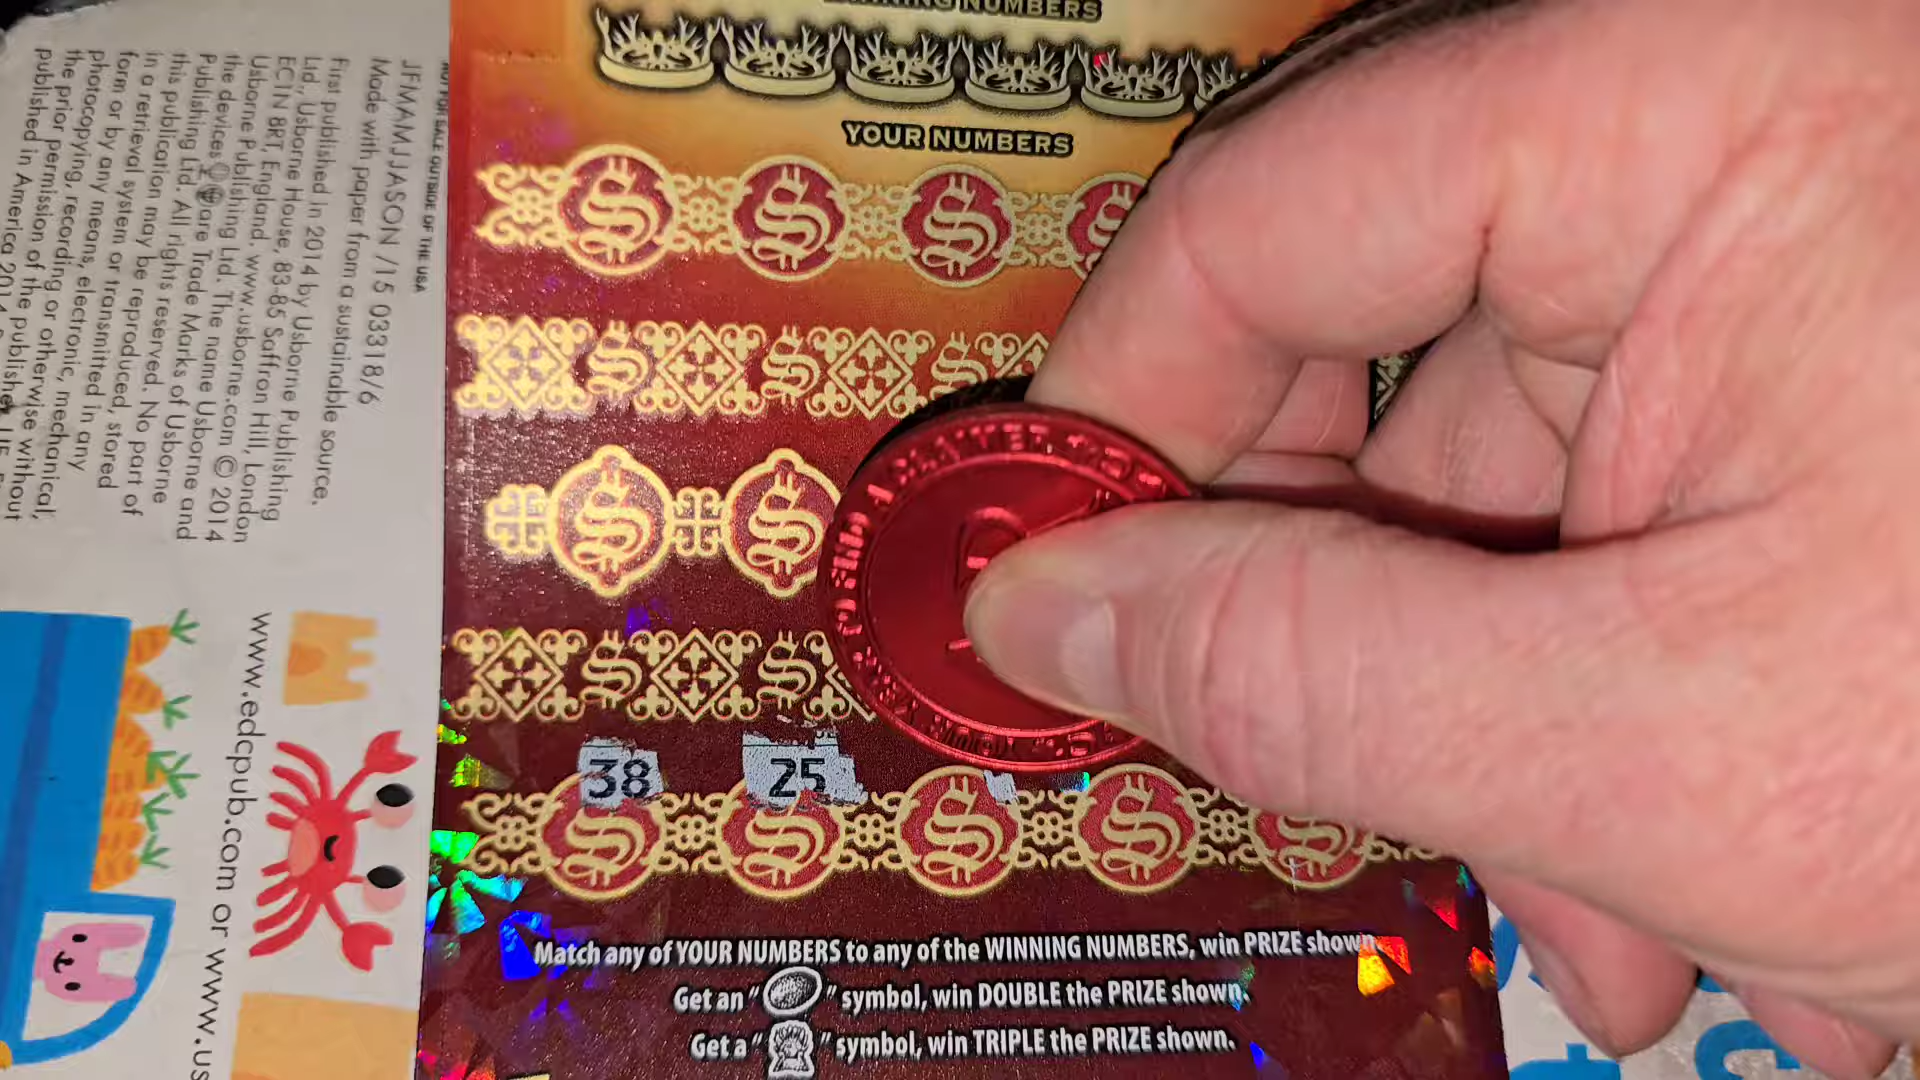 WINNING NUMBERS
YOUR NUMBERS
38
25
Match any of YOUR NUMBERS to any of the WINNING NUMBERS, win PRIZE shown.
Get an " " symbol, win DOUBLE the PRIZE shown.
Get a " " symbol, win TRIPLE the PRIZE shown.
NOT FOR SALE OUTSIDE OF THE USA
JFMAMJJASON /15 03318/6
Made with paper from a sustainable source.
First published in 2014 by Usborne Publishing
Ltd., Usborne House, 83-85 Saffron Hill, London
EC1N 8RT, England, www.usborne.com © 2014
Usborne Publishing Ltd. The name Usborne and
the devices are Trade Marks of Usborne
Publishing Ltd. All rights reserved. No part of
this publication may be reproduced, stored
in a retrieval system or transmitted in any
form or by any means, electronic, mechanical,
photocopying, recording or otherwise without
the prior permission of the publisher.
published in America 2014
www.edcpub.com or www.us